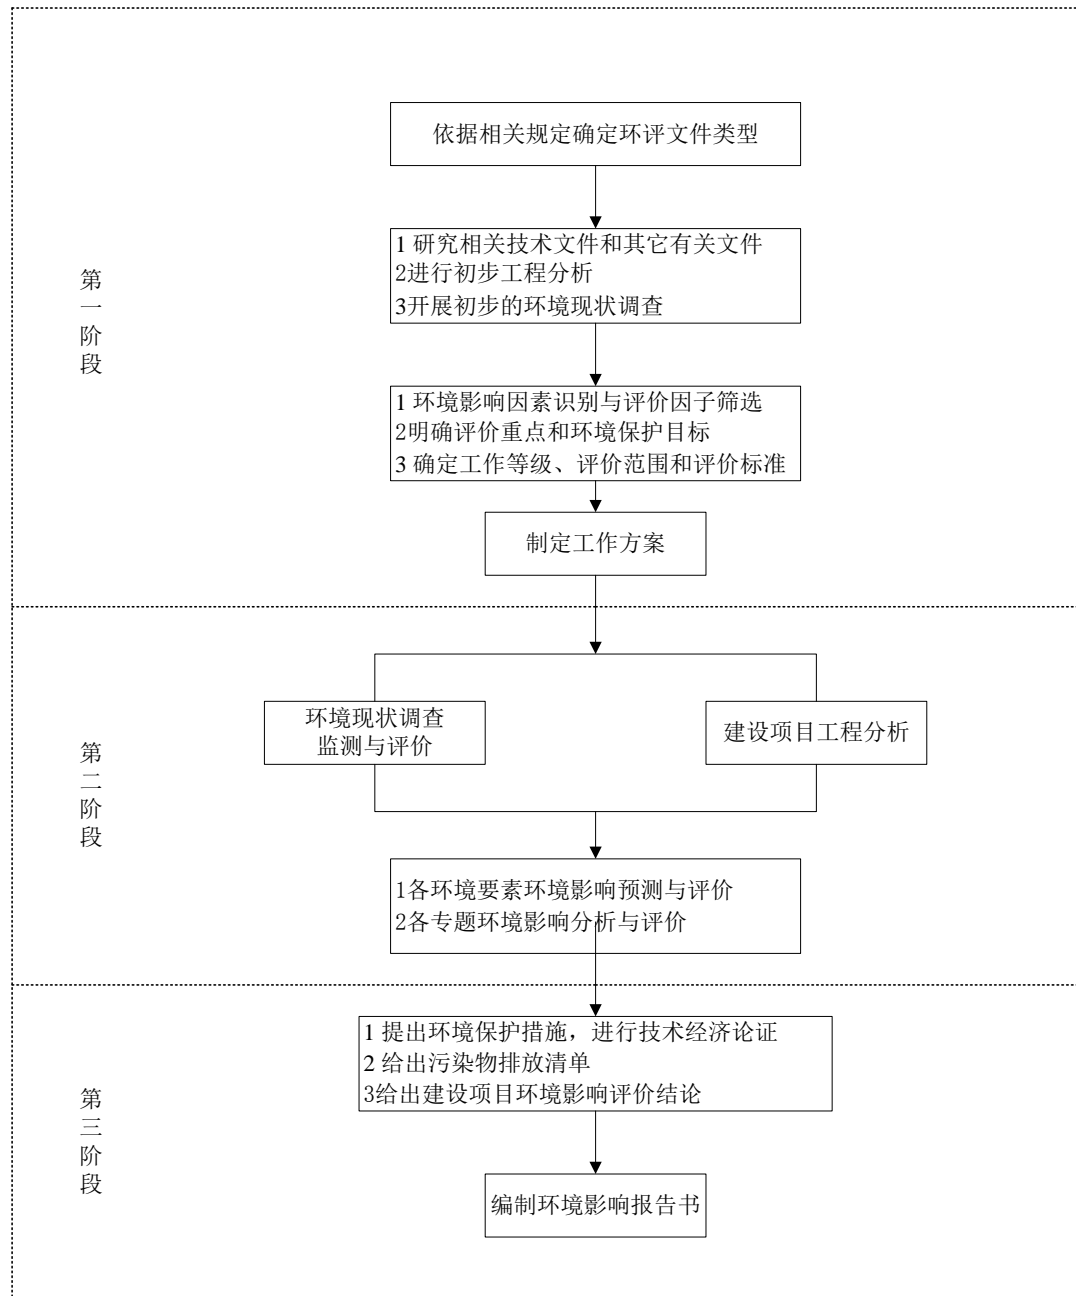 依据相关规定确定环评文件类型
1 研究相关技术文件和其它有关文件
2进行初步工程分析
3开展初步的环境现状调查
第一阶段
1 环境影响因素识别与评价因子筛选
2明确评价重点和环境保护目标
3 确定工作等级、评价范围和评价标准
制定工作方案
环境现状调查
监测与评价
建设项目工程分析
第二阶段
1各环境要素环境影响预测与评价
2各专题环境影响分析与评价
1 提出环境保护措施，进行技术经济论证
2 给出污染物排放清单
3给出建设项目环境影响评价结论
第三阶段
编制环境影响报告书